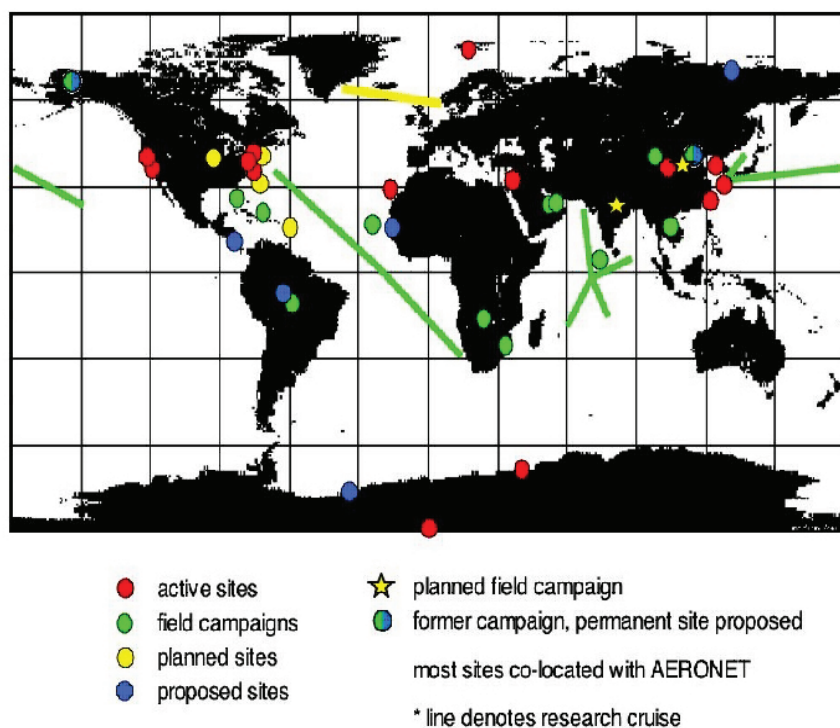 active sites
field campaigns
planned sites
proposed sites
planned field campaign
former campaign, permanent site proposed
most sites co-located with AERONET
* line denotes research cruise